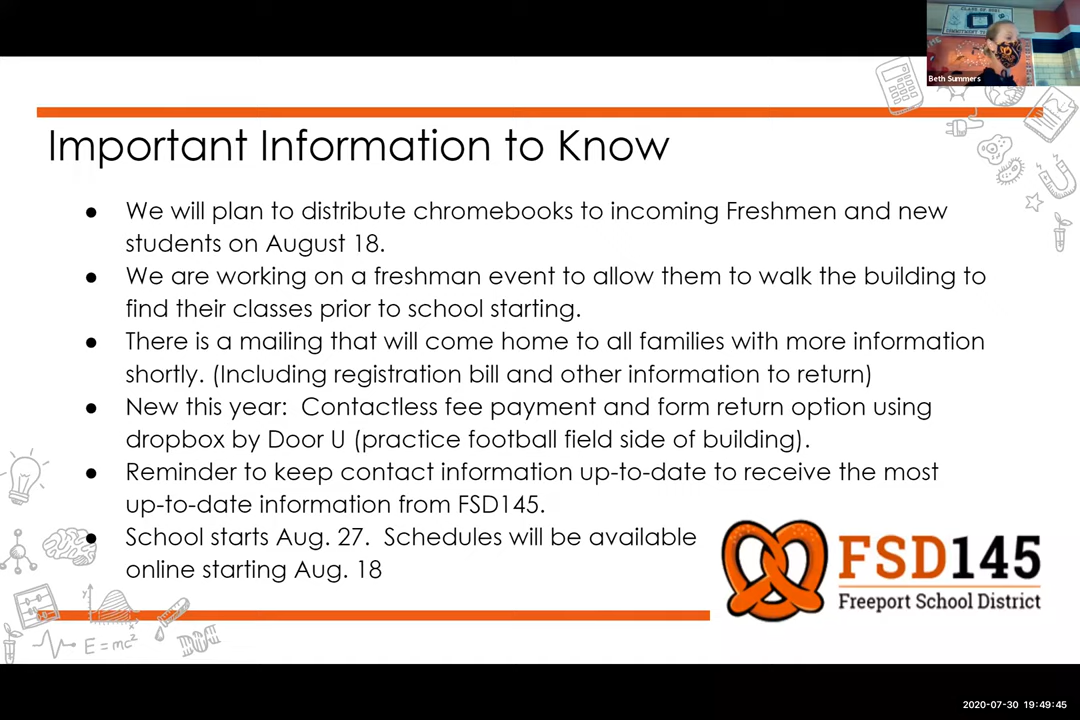 Beth Summers
Important Information to Know
● We will plan to distribute chromebooks to incoming Freshmen and new
students on August 18.
● We are working on a freshman event to allow them to walk the building to
find their classes prior to school starting.
● There is a mailing that will come home to all families with more information
shortly. (Including registration bill and other information to return)
● New this year:  Contactless fee payment and form return option using
dropbox by Door U (practice football field side of building).
● Reminder to keep contact information up-to-date to receive the most
up-to-date information from FSD145.
● School starts Aug. 27.  Schedules will be available
online starting Aug. 18
FSD145
Freeport School District
E=mc²
2020-07-30 19:49:45